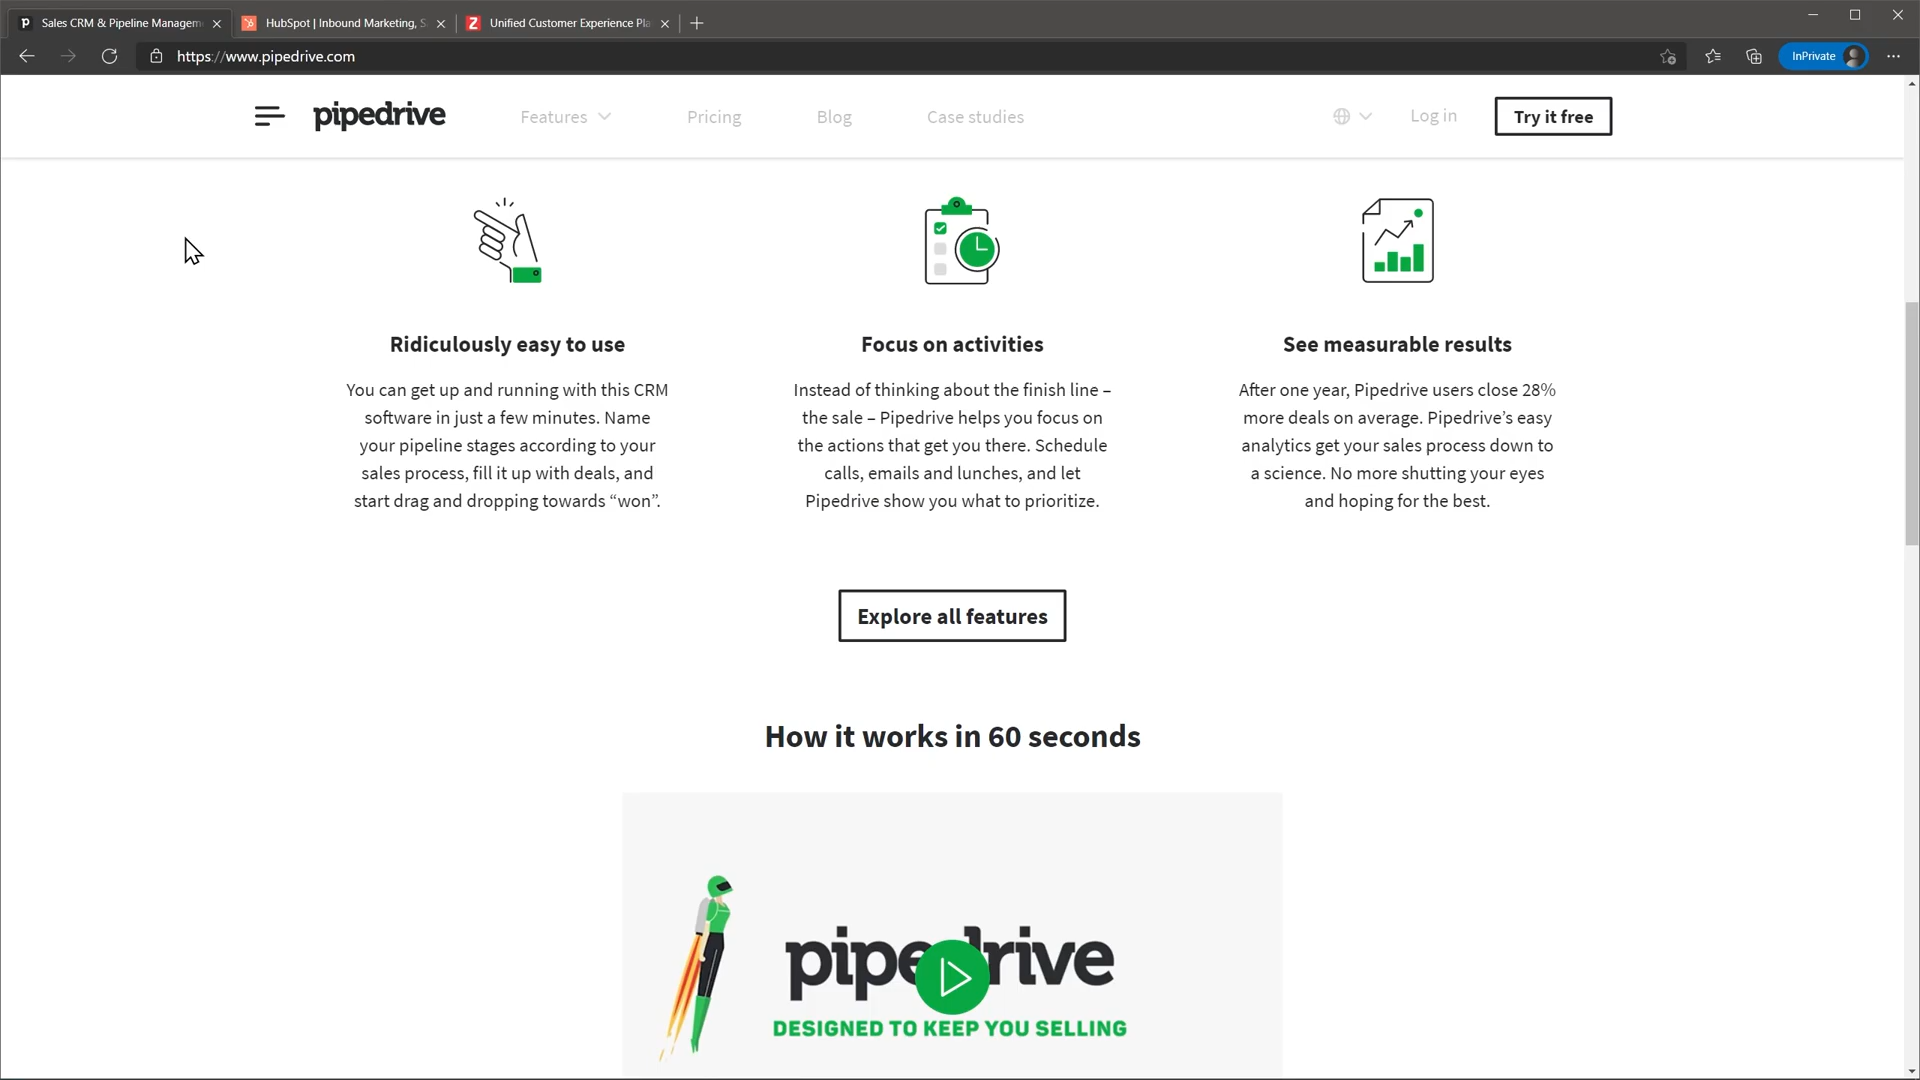 Sales CRM & Pipeline Managem
HubSpot | Inbound Marketing, S
Unified Customer Experience Pla
https://www.pipedrive.com
InPrivate
pipedrive
Features
Pricing
Blog
Case studies
Log in
Try it free
Ridiculously easy to use
You can get up and running with this CRM
software in just a few minutes. Name
your pipeline stages according to your
sales process, fill it up with deals, and
start drag and dropping towards “won”.
Focus on activities
Instead of thinking about the finish line –
the sale – Pipedrive helps you focus on
the actions that get you there. Schedule
calls, emails and lunches, and let
Pipedrive show you what to prioritize.
See measurable results
After one year, Pipedrive users close 28%
more deals on average. Pipedrive’s easy
analytics get your sales process down to
a science. No more shutting your eyes
and hoping for the best.
Explore all features
How it works in 60 seconds
pipedrive
DESIGNED TO KEEP YOU SELLING